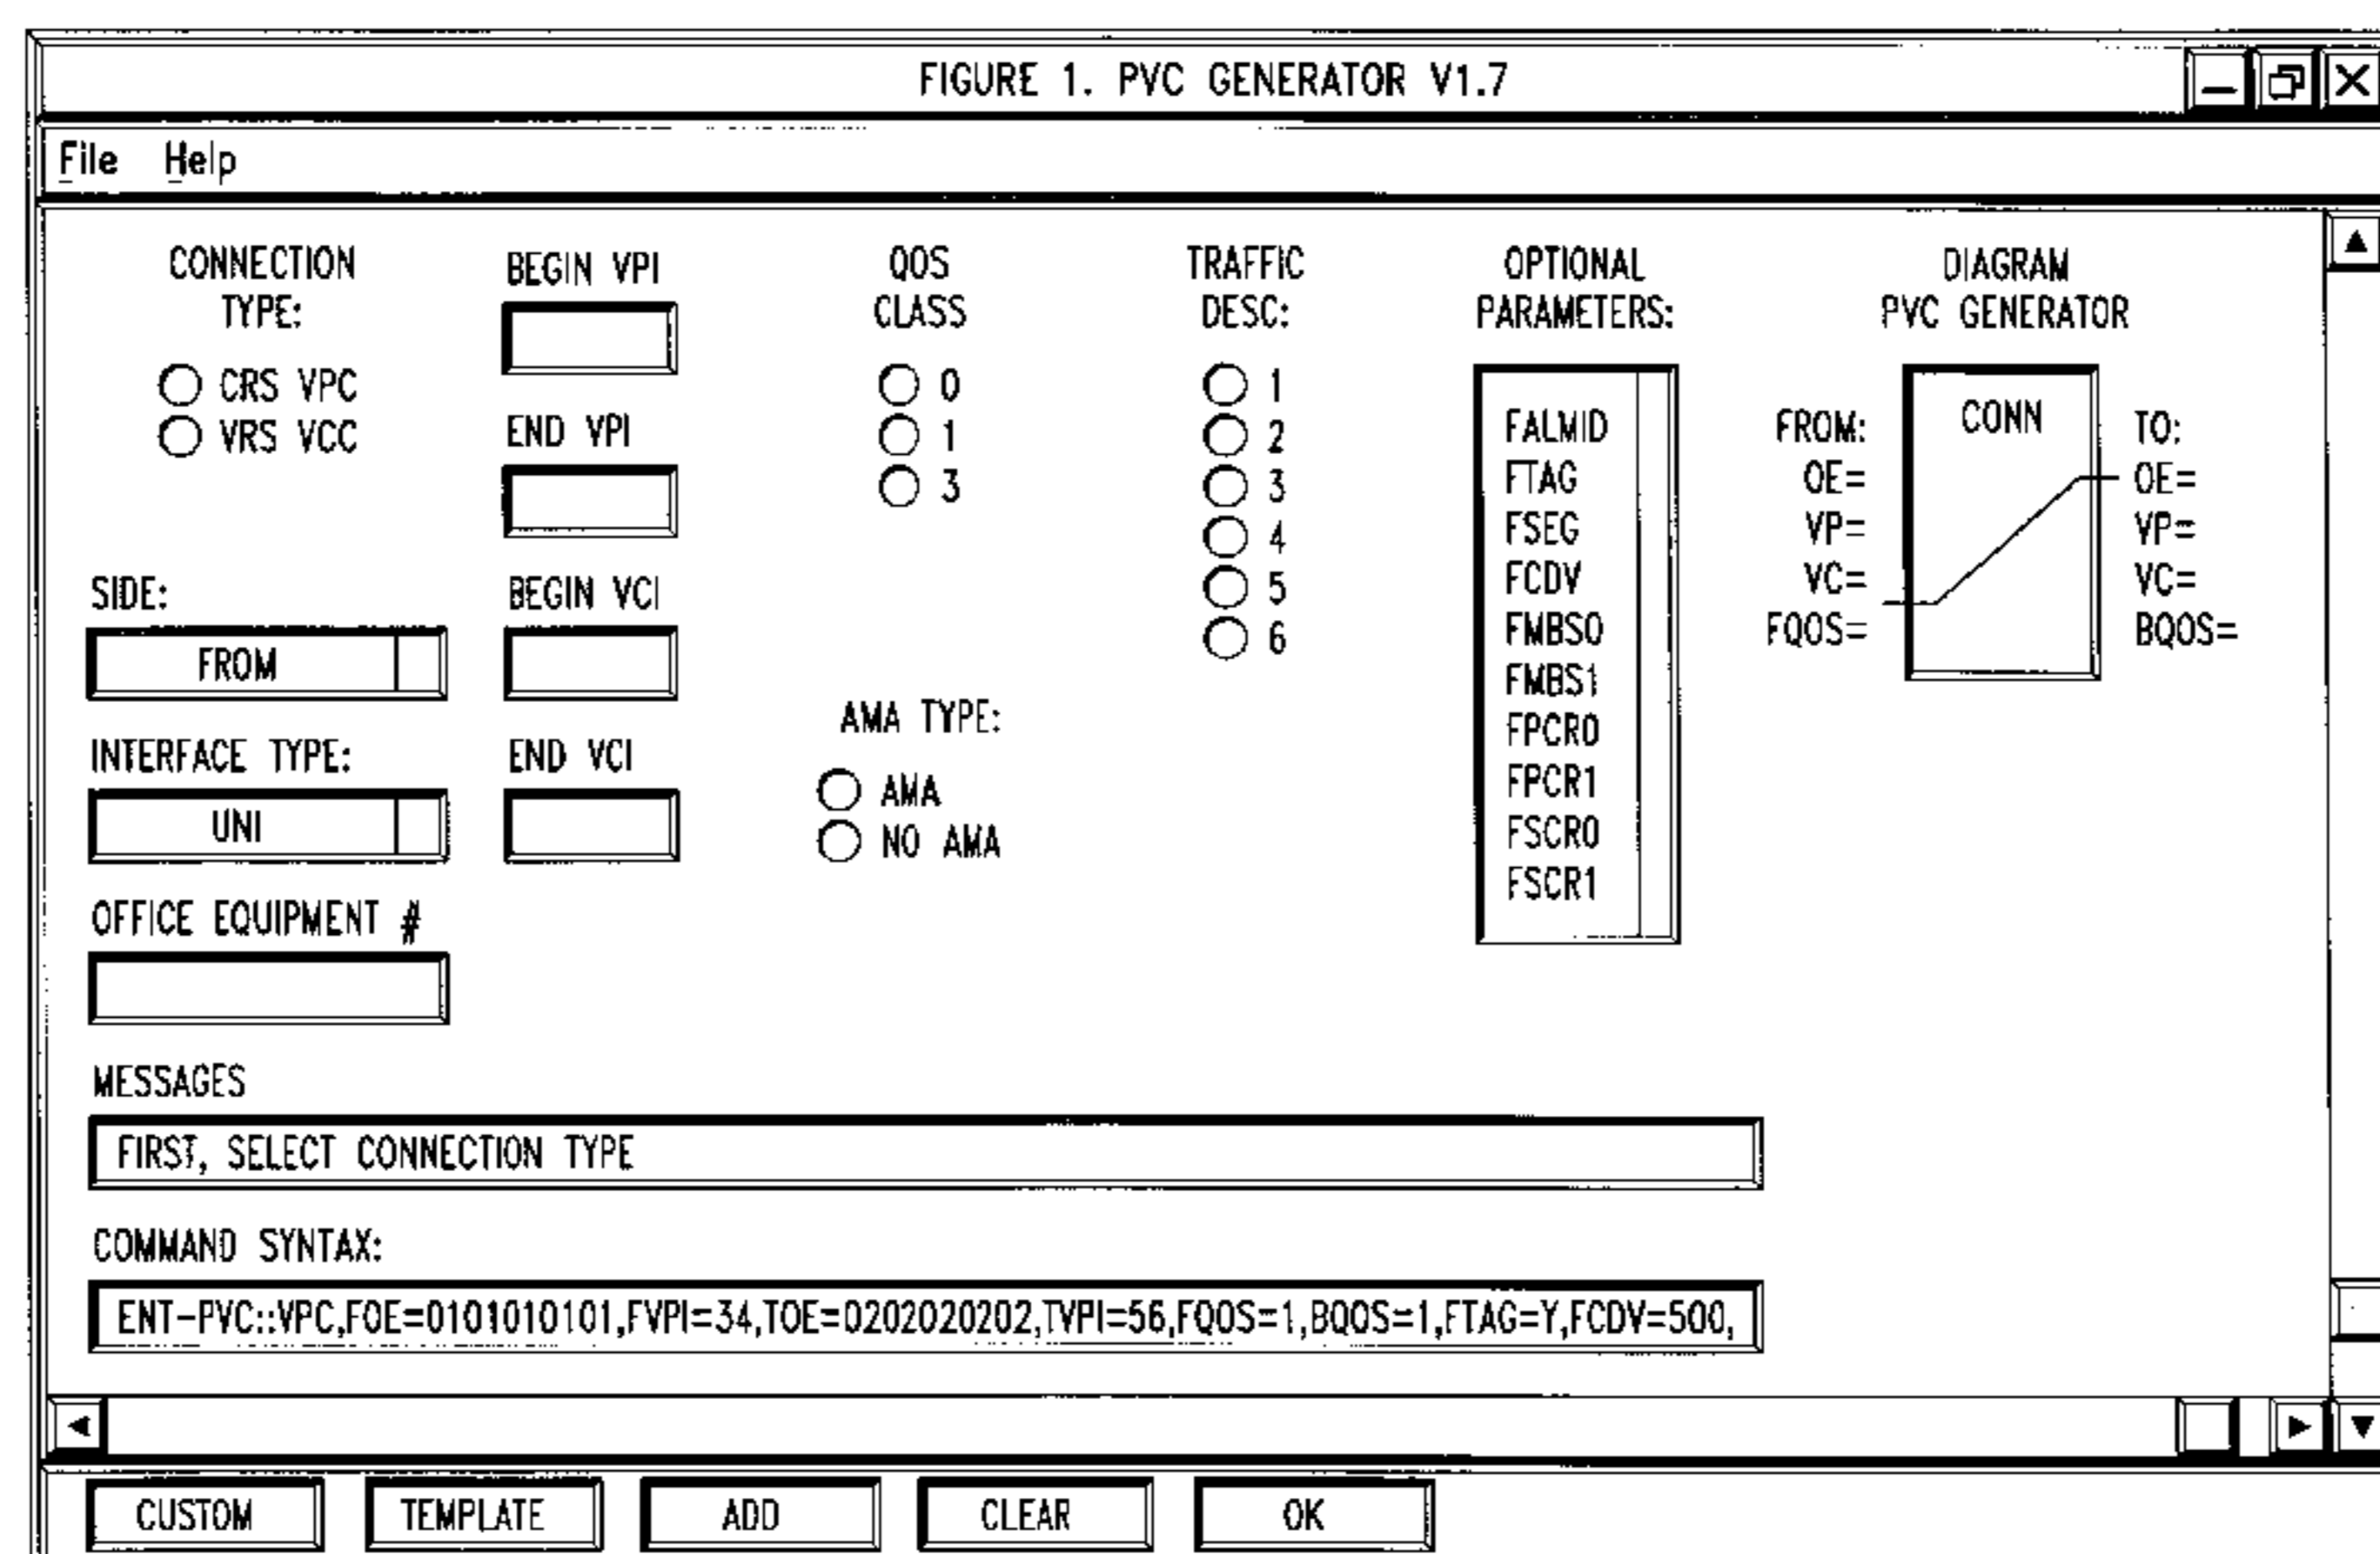 FIGURE 1. PVC GENERATOR V1.7
File Help
CONNECTION
TYPE:
CRS VPC
VRS VCC
SIDE:
FROM
INTERFACE TYPE:
UNI
OFFICE EQUIPMENT #
BEGIN VPI
END VPI
BEGIN VCI
END VCI
QOS
CLASS
0
1
3
AMA TYPE:
AMA
NO AMA
TRAFFIC
DESC:
1
2
3
4
5
6
OPTIONAL
PARAMETERS:
FALMID
FTAG
FSEG
FCDV
FMBS0
FMBS1
FPCR0
FPCR1
FSCR0
FSCR1
DIAGRAM
PVC GENERATOR
FROM:
OE=
VP=
VC=
FQOS=
CONN
TO:
OE=
VP=
VC=
BQOS=
MESSAGES
FIRST, SELECT CONNECTION TYPE
COMMAND SYNTAX:
ENT-PVC::VPC,FOE=0101010101,FVPI=34,TOE=0202020202,TVPI=56,FQOS=1,BQOS=1,FTAG=Y,FCDV=500,
CUSTOM TEMPLATE ADD CLEAR OK